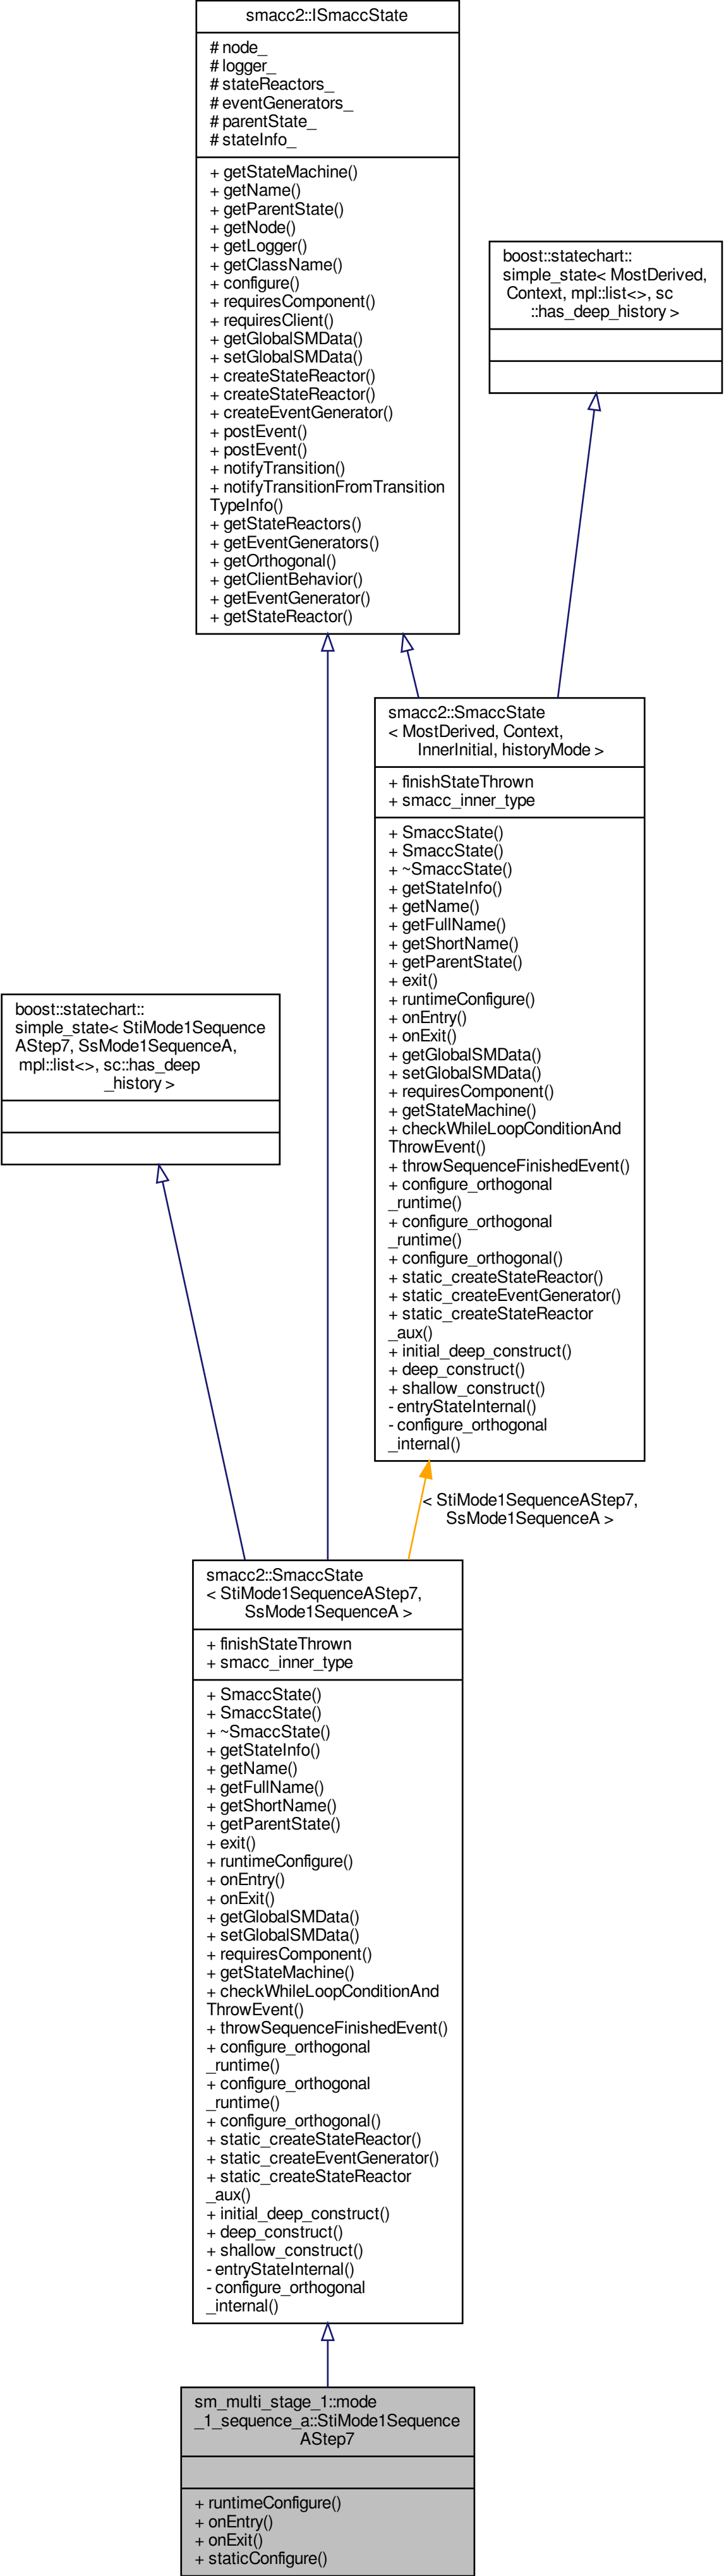 smacc2::ISmaccState
# node_
# logger_
# stateReactors_
# eventGenerators_
# parentState_
# stateInfo_
+ getStateMachine()
+ getName()
+ getParentState()
+ getNode()
+ getLogger()
+ getClassName()
+ configure()
+ requiresComponent()
+ requiresClient()
+ getGlobalSMData()
+ setGlobalSMData()
+ createStateReactor()
+ createStateReactor()
+ createEventGenerator()
+ postEvent()
+ postEvent()
+ notifyTransition()
+ notifyTransitionFromTransition
TypeInfo()
+ getStateReactors()
+ getEventGenerators()
+ getOrthogonal()
+ getClientBehavior()
+ getEventGenerator()
+ getStateReactor()
boost::statechart::
simple_state< MostDerived,
Context, mpl::list<>, sc
::has_deep_history >
smacc2::SmaccState
< MostDerived, Context,
InnerInitial, historyMode >
+ finishStateThrown
+ smacc_inner_type
+ SmaccState()
+ SmaccState()
+ ~SmaccState()
+ getStateInfo()
+ getName()
+ getFullName()
+ getShortName()
+ getParentState()
+ exit()
+ runtimeConfigure()
+ onEntry()
+ onExit()
+ getGlobalSMData()
+ setGlobalSMData()
+ requiresComponent()
+ getStateMachine()
+ checkWhileLoopConditionAnd
ThrowEvent()
+ throwSequenceFinishedEvent()
+ configure_orthogonal
_runtime()
+ configure_orthogonal
_runtime()
+ configure_orthogonal()
+ static_createStateReactor()
+ static_createEventGenerator()
+ static_createStateReactor
_aux()
+ initial_deep_construct()
+ deep_construct()
+ shallow_construct()
- entryStateInternal()
- configure_orthogonal
_internal()
boost::statechart::
simple_state< StiMode1Sequence
AStep7, SsMode1SequenceA,
mpl::list<>, sc::has_deep
_history >
< StiMode1SequenceAStep7,
SsMode1SequenceA >
smacc2::SmaccState
< StiMode1SequenceAStep7,
SsMode1SequenceA >
+ finishStateThrown
+ smacc_inner_type
+ SmaccState()
+ SmaccState()
+ ~SmaccState()
+ getStateInfo()
+ getName()
+ getFullName()
+ getShortName()
+ getParentState()
+ exit()
+ runtimeConfigure()
+ onEntry()
+ onExit()
+ getGlobalSMData()
+ setGlobalSMData()
+ requiresComponent()
+ getStateMachine()
+ checkWhileLoopConditionAnd
ThrowEvent()
+ throwSequenceFinishedEvent()
+ configure_orthogonal
_runtime()
+ configure_orthogonal
_runtime()
+ configure_orthogonal()
+ static_createStateReactor()
+ static_createEventGenerator()
+ static_createStateReactor
_aux()
+ initial_deep_construct()
+ deep_construct()
+ shallow_construct()
- entryStateInternal()
- configure_orthogonal
_internal()
sm_multi_stage_1::mode
_1_sequence_a::StiMode1Sequence
AStep7
+ runtimeConfigure()
+ onEntry()
+ onExit()
+ staticConfigure()